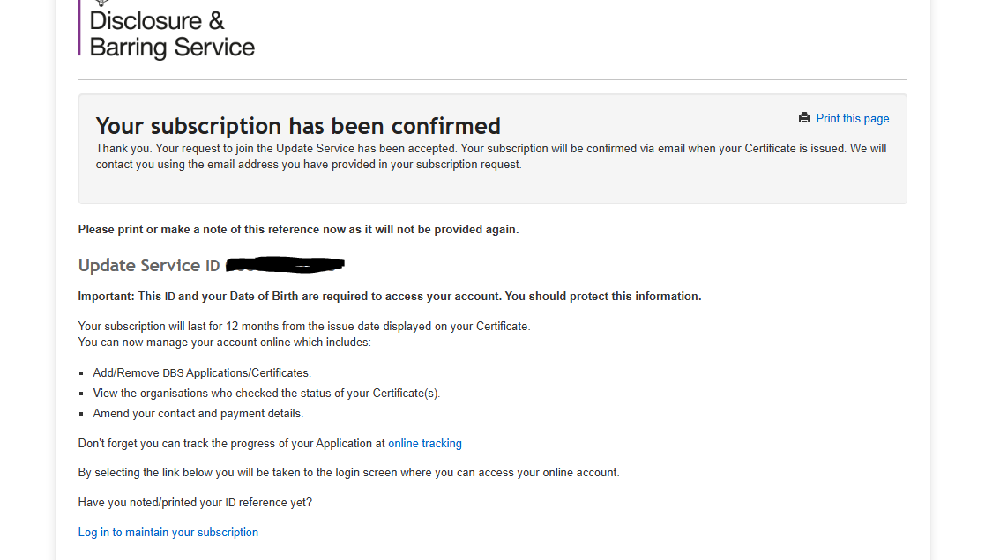 Disclosure &
Barring Service
Your subscription has been confirmed
Print this page
Thank you. Your request to join the Update Service has been accepted. Your subscription will be confirmed via email when your Certificate is issued. We will
contact you using the email address you have provided in your subscription request.
Please print or make a note of this reference now as it will not be provided again.
Update Service ID
Important: This ID and your Date of Birth are required to access your account. You should protect this information.
Your subscription will last for 12 months from the issue date displayed on your Certificate.
You can now manage your account online which includes:
Add/Remove DBS Applications/Certificates.
View the organisations who checked the status of your Certificate(s).
Amend your contact and payment details.
Don't forget you can track the progress of your Application at online tracking
By selecting the link below you will be taken to the login screen where you can access your online account.
Have you noted/printed your ID reference yet?
Log in to maintain your subscription